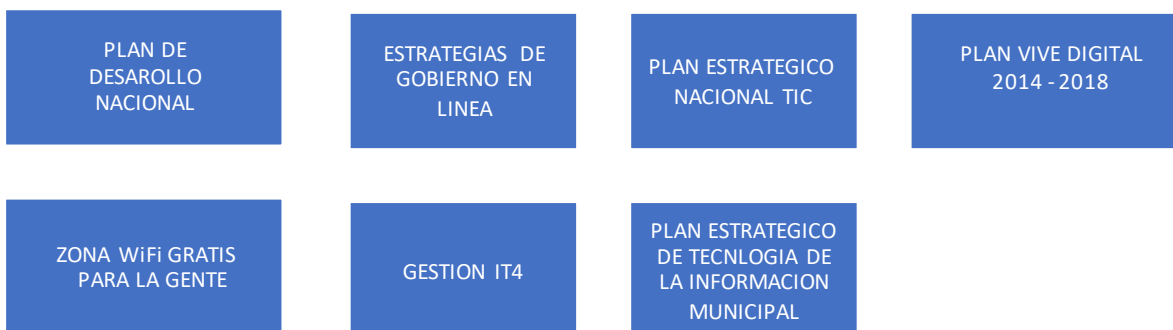 PLAN DE
DESAROLLO
NACIONAL
ESTRATEGIAS DE
GOBIERNO EN
LINEA
PLAN ESTRATEGICO
NACIONAL TIC
PLAN VIVE DIGITAL
2014 - 2018
ZONA WiFi GRATIS
PARA LA GENTE
GESTION IT4
PLAN ESTRATEGICO
DE TECNLOGIA DE
LA INFORMACION
MUNICIPAL